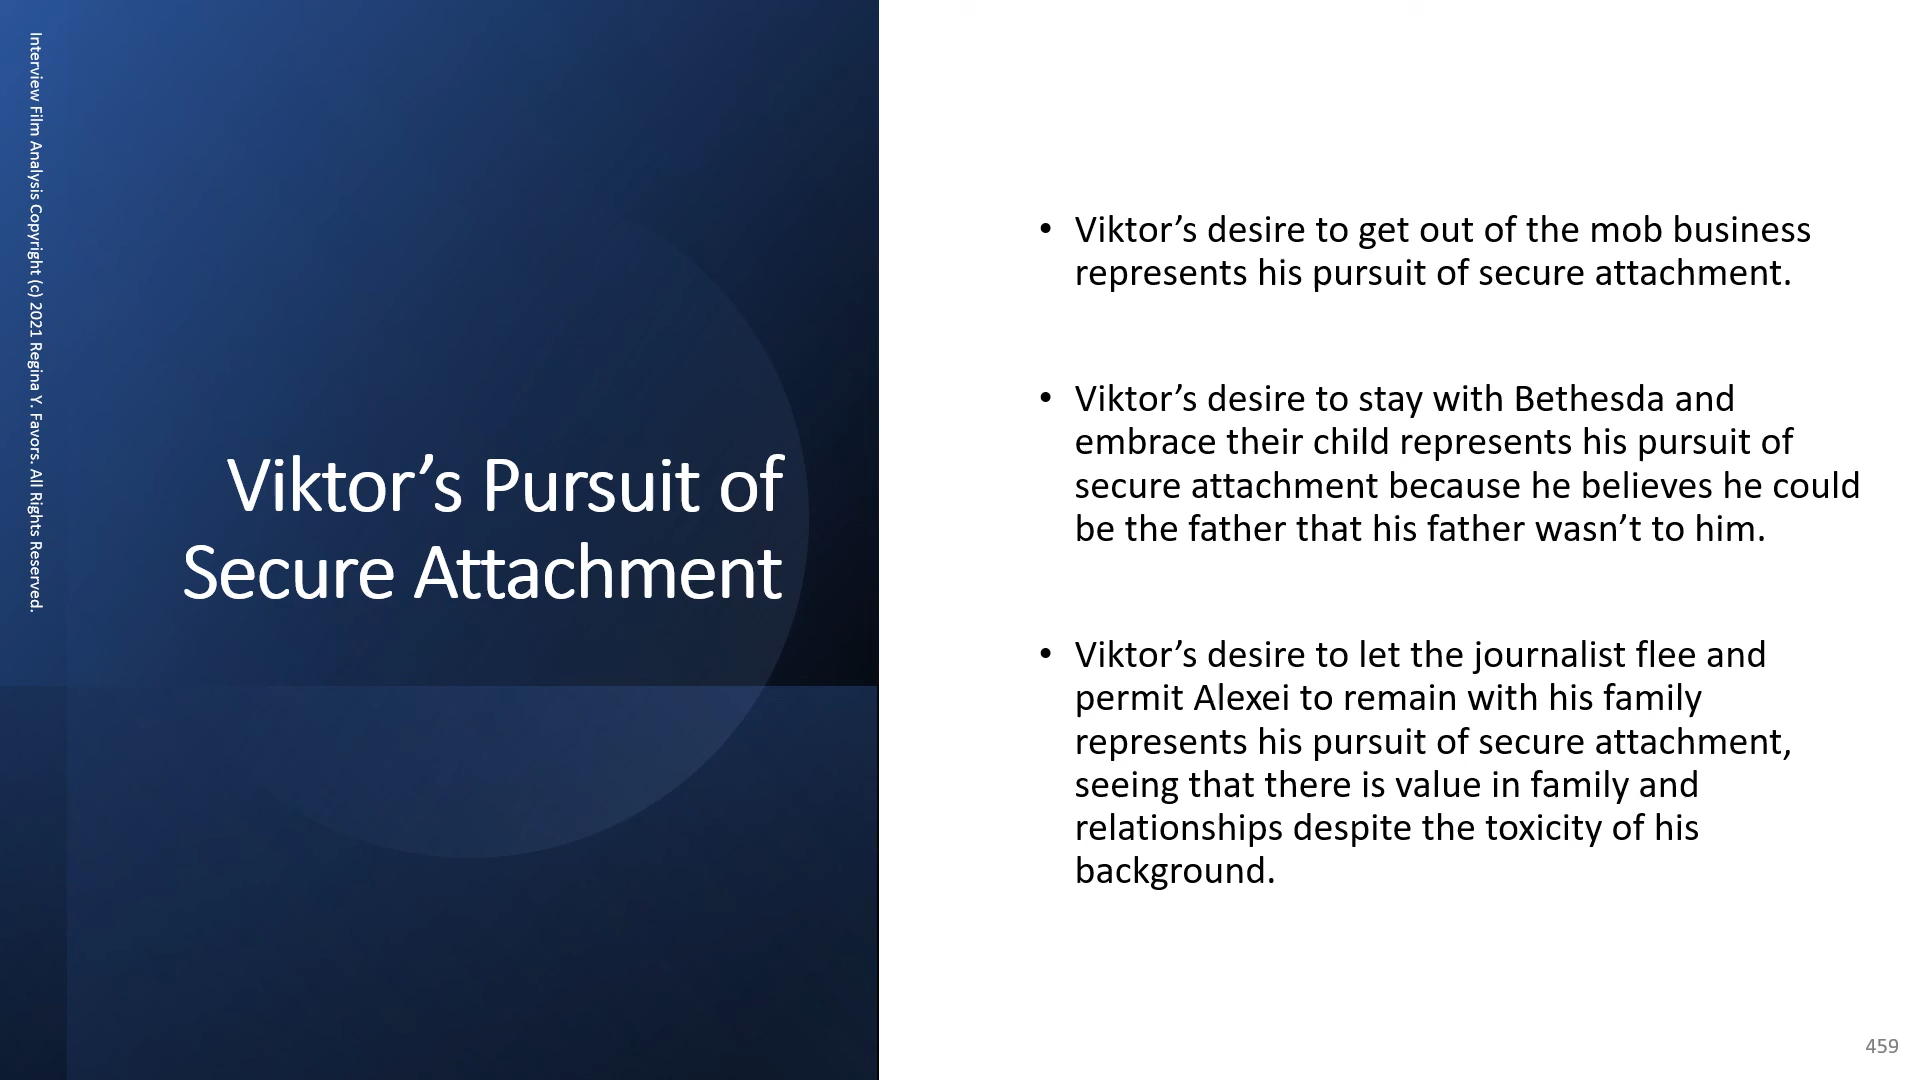 Interview Film Analysis Copyright (c) 2021 Regina Y. Favors. All Rights Reserved.
Viktor’s Pursuit of
Secure Attachment
• Viktor’s desire to get out of the mob business
represents his pursuit of secure attachment.
• Viktor’s desire to stay with Bethesda and
embrace their child represents his pursuit of
secure attachment because he believes he could
be the father that his father wasn’t to him.
• Viktor’s desire to let the journalist flee and
permit Alexei to remain with his family
represents his pursuit of secure attachment,
seeing that there is value in family and
relationships despite the toxicity of his
background.
459